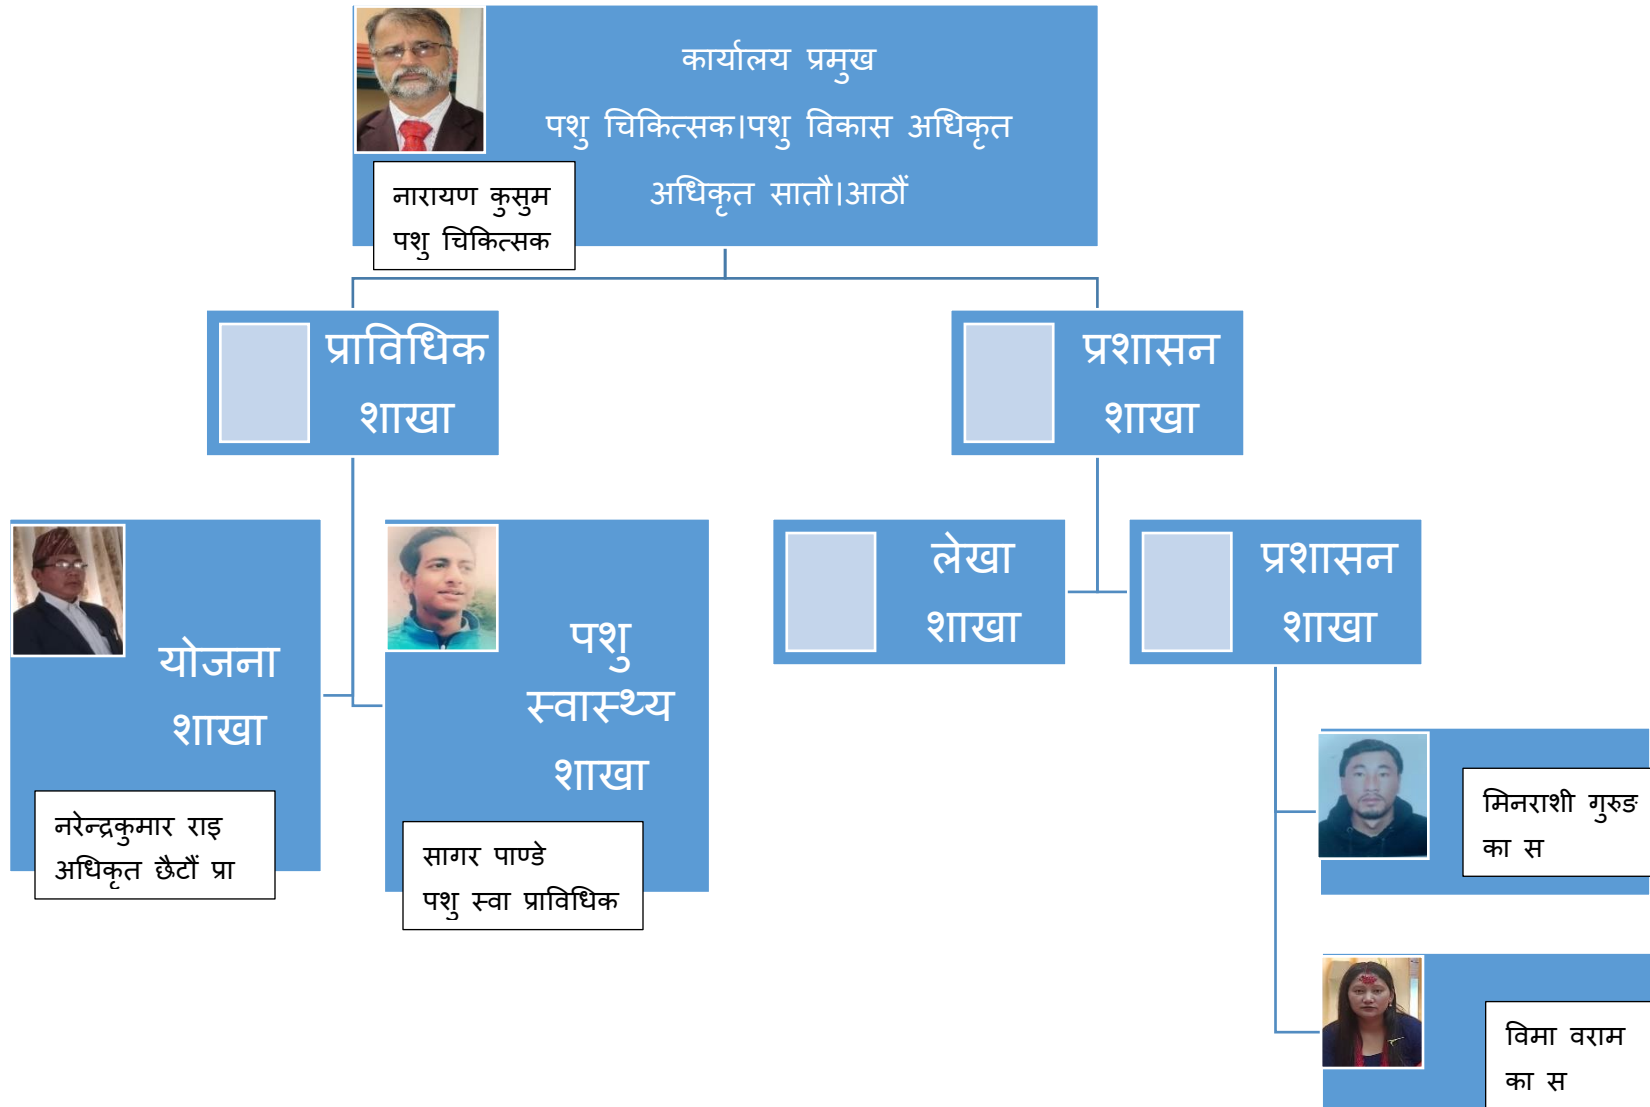 कार्यालय प्रमुख
पशु चिकित्सक।पशु विकास अधिकृत
अधिकृत सातौ।आठौं
नारायण कुसुम
पशु चिकित्सक
प्राविधिक
शाखा
प्रशासन
शाखा
योजना
शाखा
नरेन्द्रकुमार राइ
अधिकृत छैटौं प्रा
पशु
स्वास्थ्य
शाखा
सागर पाण्डे
पशु स्वा प्राविधिक
लेखा
शाखा
प्रशासन
शाखा
मिनराशी गुरुङ
का स
विमा वराम
का स